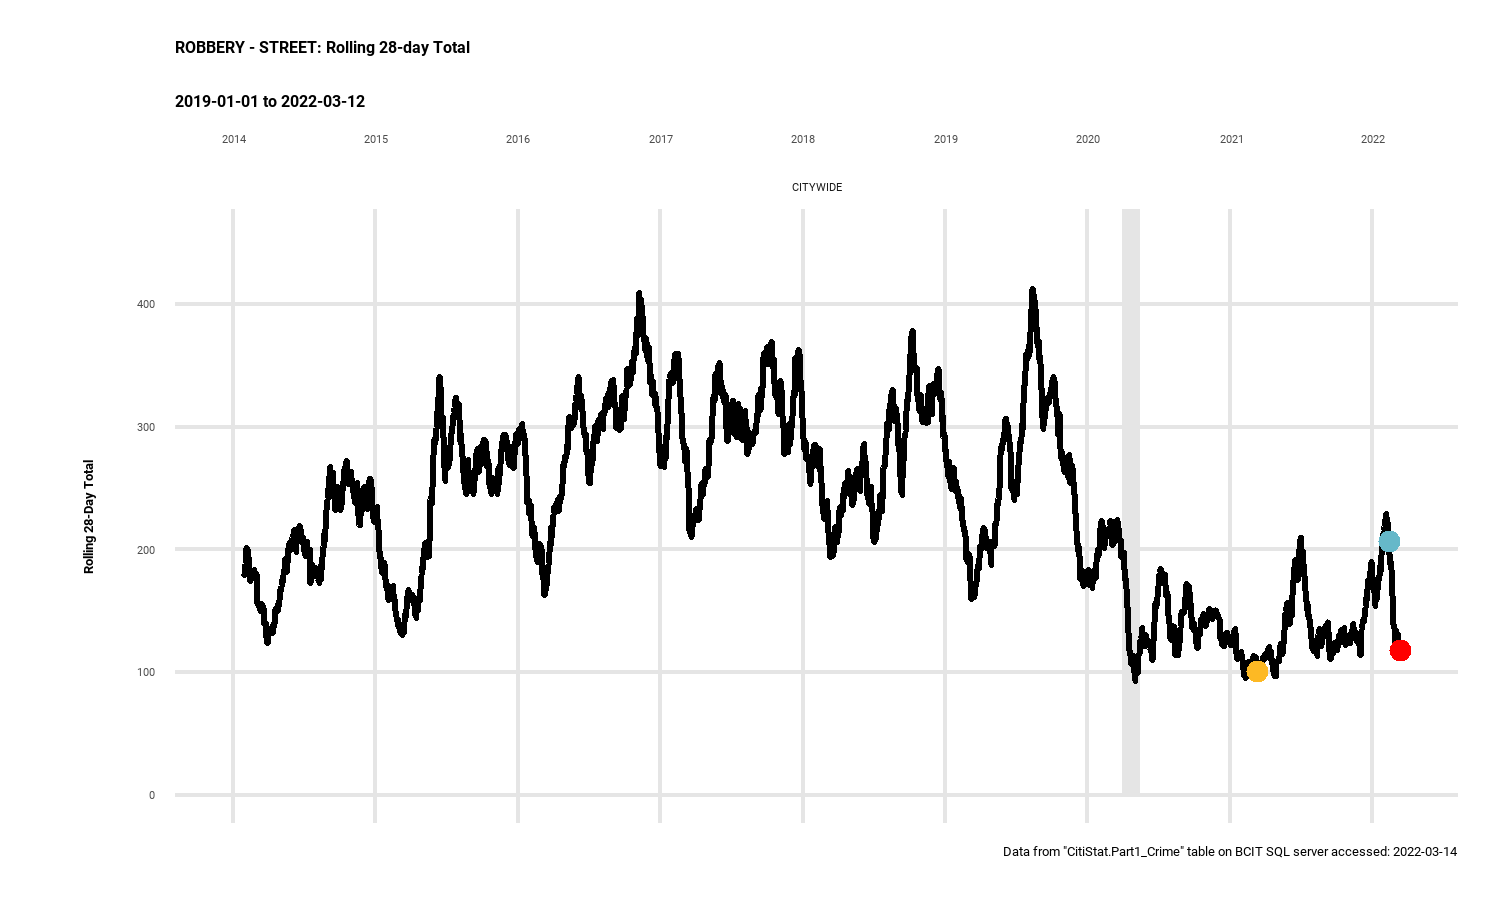 ROBBERY - STREET: Rolling 28-day Total
2019-01-01 to 2022-03-12
2014 2015 2016 2017 2018 2019 2020 2021 2022
CITYWIDE
400
300
200
100
0
Rolling 28-Day Total
Data from "CitiStat.Part1_Crime" table on BCIT SQL server accessed: 2022-03-14